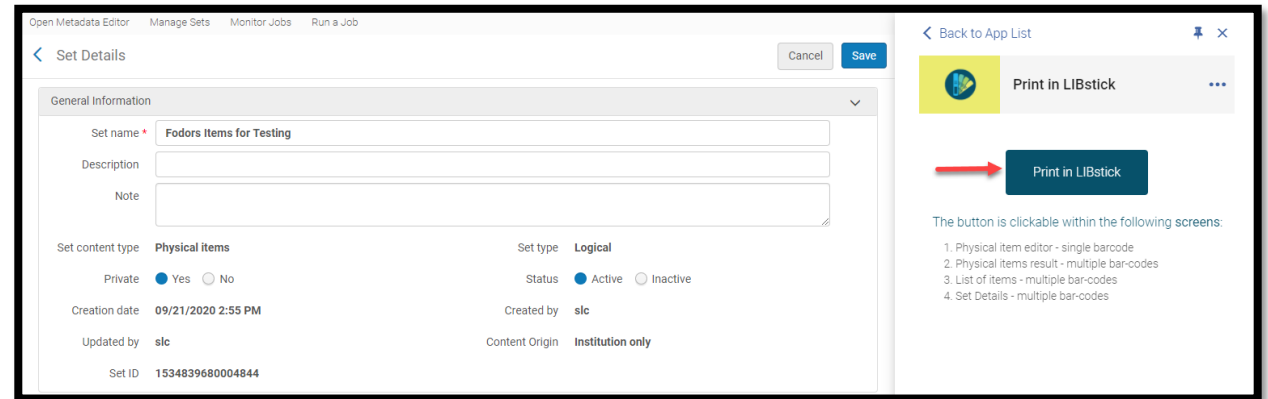 Open Metadata Editor Manage Sets Monitor Jobs Run a Job
Set Details
Cancel Save
General Information
Set name * Fodors Items for Testing
Description
Note
Set content type Physical items Set type Logical
Private Yes No Status Active Inactive
Creation date 09/21/2020 2:55 PM Created by slc
Updated by slc Content Origin Institution only
Set ID 1534839680004844
Back to App List
Print in LIBstick
Print in LIBstick
The button is clickable within the following screens:
1. Physical item editor - single barcode
2. Physical items result - multiple bar-codes
3. List of items - multiple bar-codes
4. Set Details - multiple bar-codes